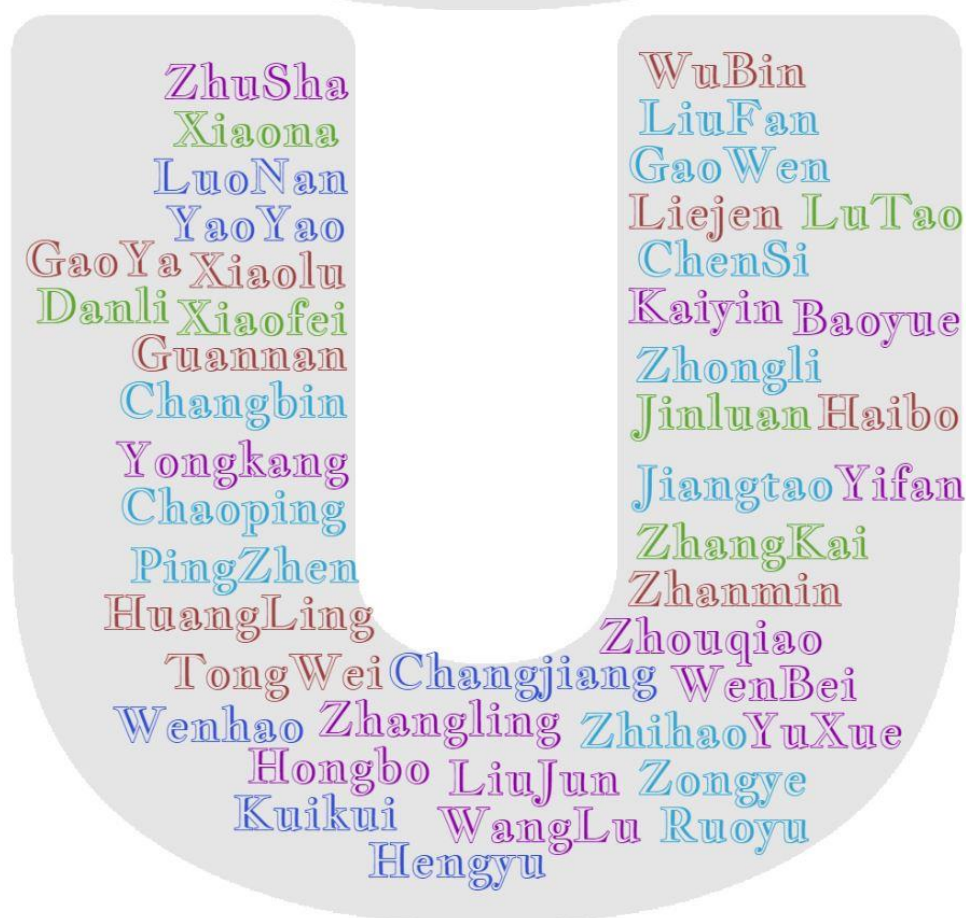 ZhuSha
Xiaona
LuoNan
YaoYao
GaoYa Xiaolu
Danli Xiaofei
Guannan
Changbin
Yongkang
Chaoping
PingZhen
HuangLing
WuBin
LiuFan
GaoWen
Liejen LuTao
ChenSi
Kaiyin Baoyue
Zhongli
Jinluan Haibo
Jiangtao Yifan
ZhangKai
Zhanmin
Zhouqiao
TongWei Changjiang WenBei
Wenhao Zhangling Zhihao YuXue
Hongbo LiuJun Zongye
Kuikui WangLu Ruoyu
Hengyu